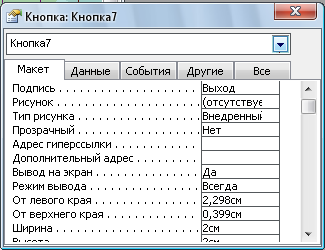 Кнопка: Кнопка7
Кнопка7
Макет Данные События Другие Все
Подпись . . . . . . . . . . . . . . . . . Выход
Рисунок . . . . . . . . . . . . . . . . . (отсутствуе
Тип рисунка . . . . . . . . . . . . . . Внедренный
Прозрачный . . . . . . . . . . . . . . Нет
Адрес гиперссылки . . . . . . . . .
Дополнительный адрес . . . . . . .
Вывод на экран . . . . . . . . . . . . Да
Режим вывода . . . . . . . . . . . . . Всегда
От левого края . . . . . . . . . . . . 2,298см
От верхнего края . . . . . . . . . . . 0,399см
Ширина . . . . . . . . . . . . . . . . . 2см
Высота . . . . . . . . . . . . . . . . . 2см